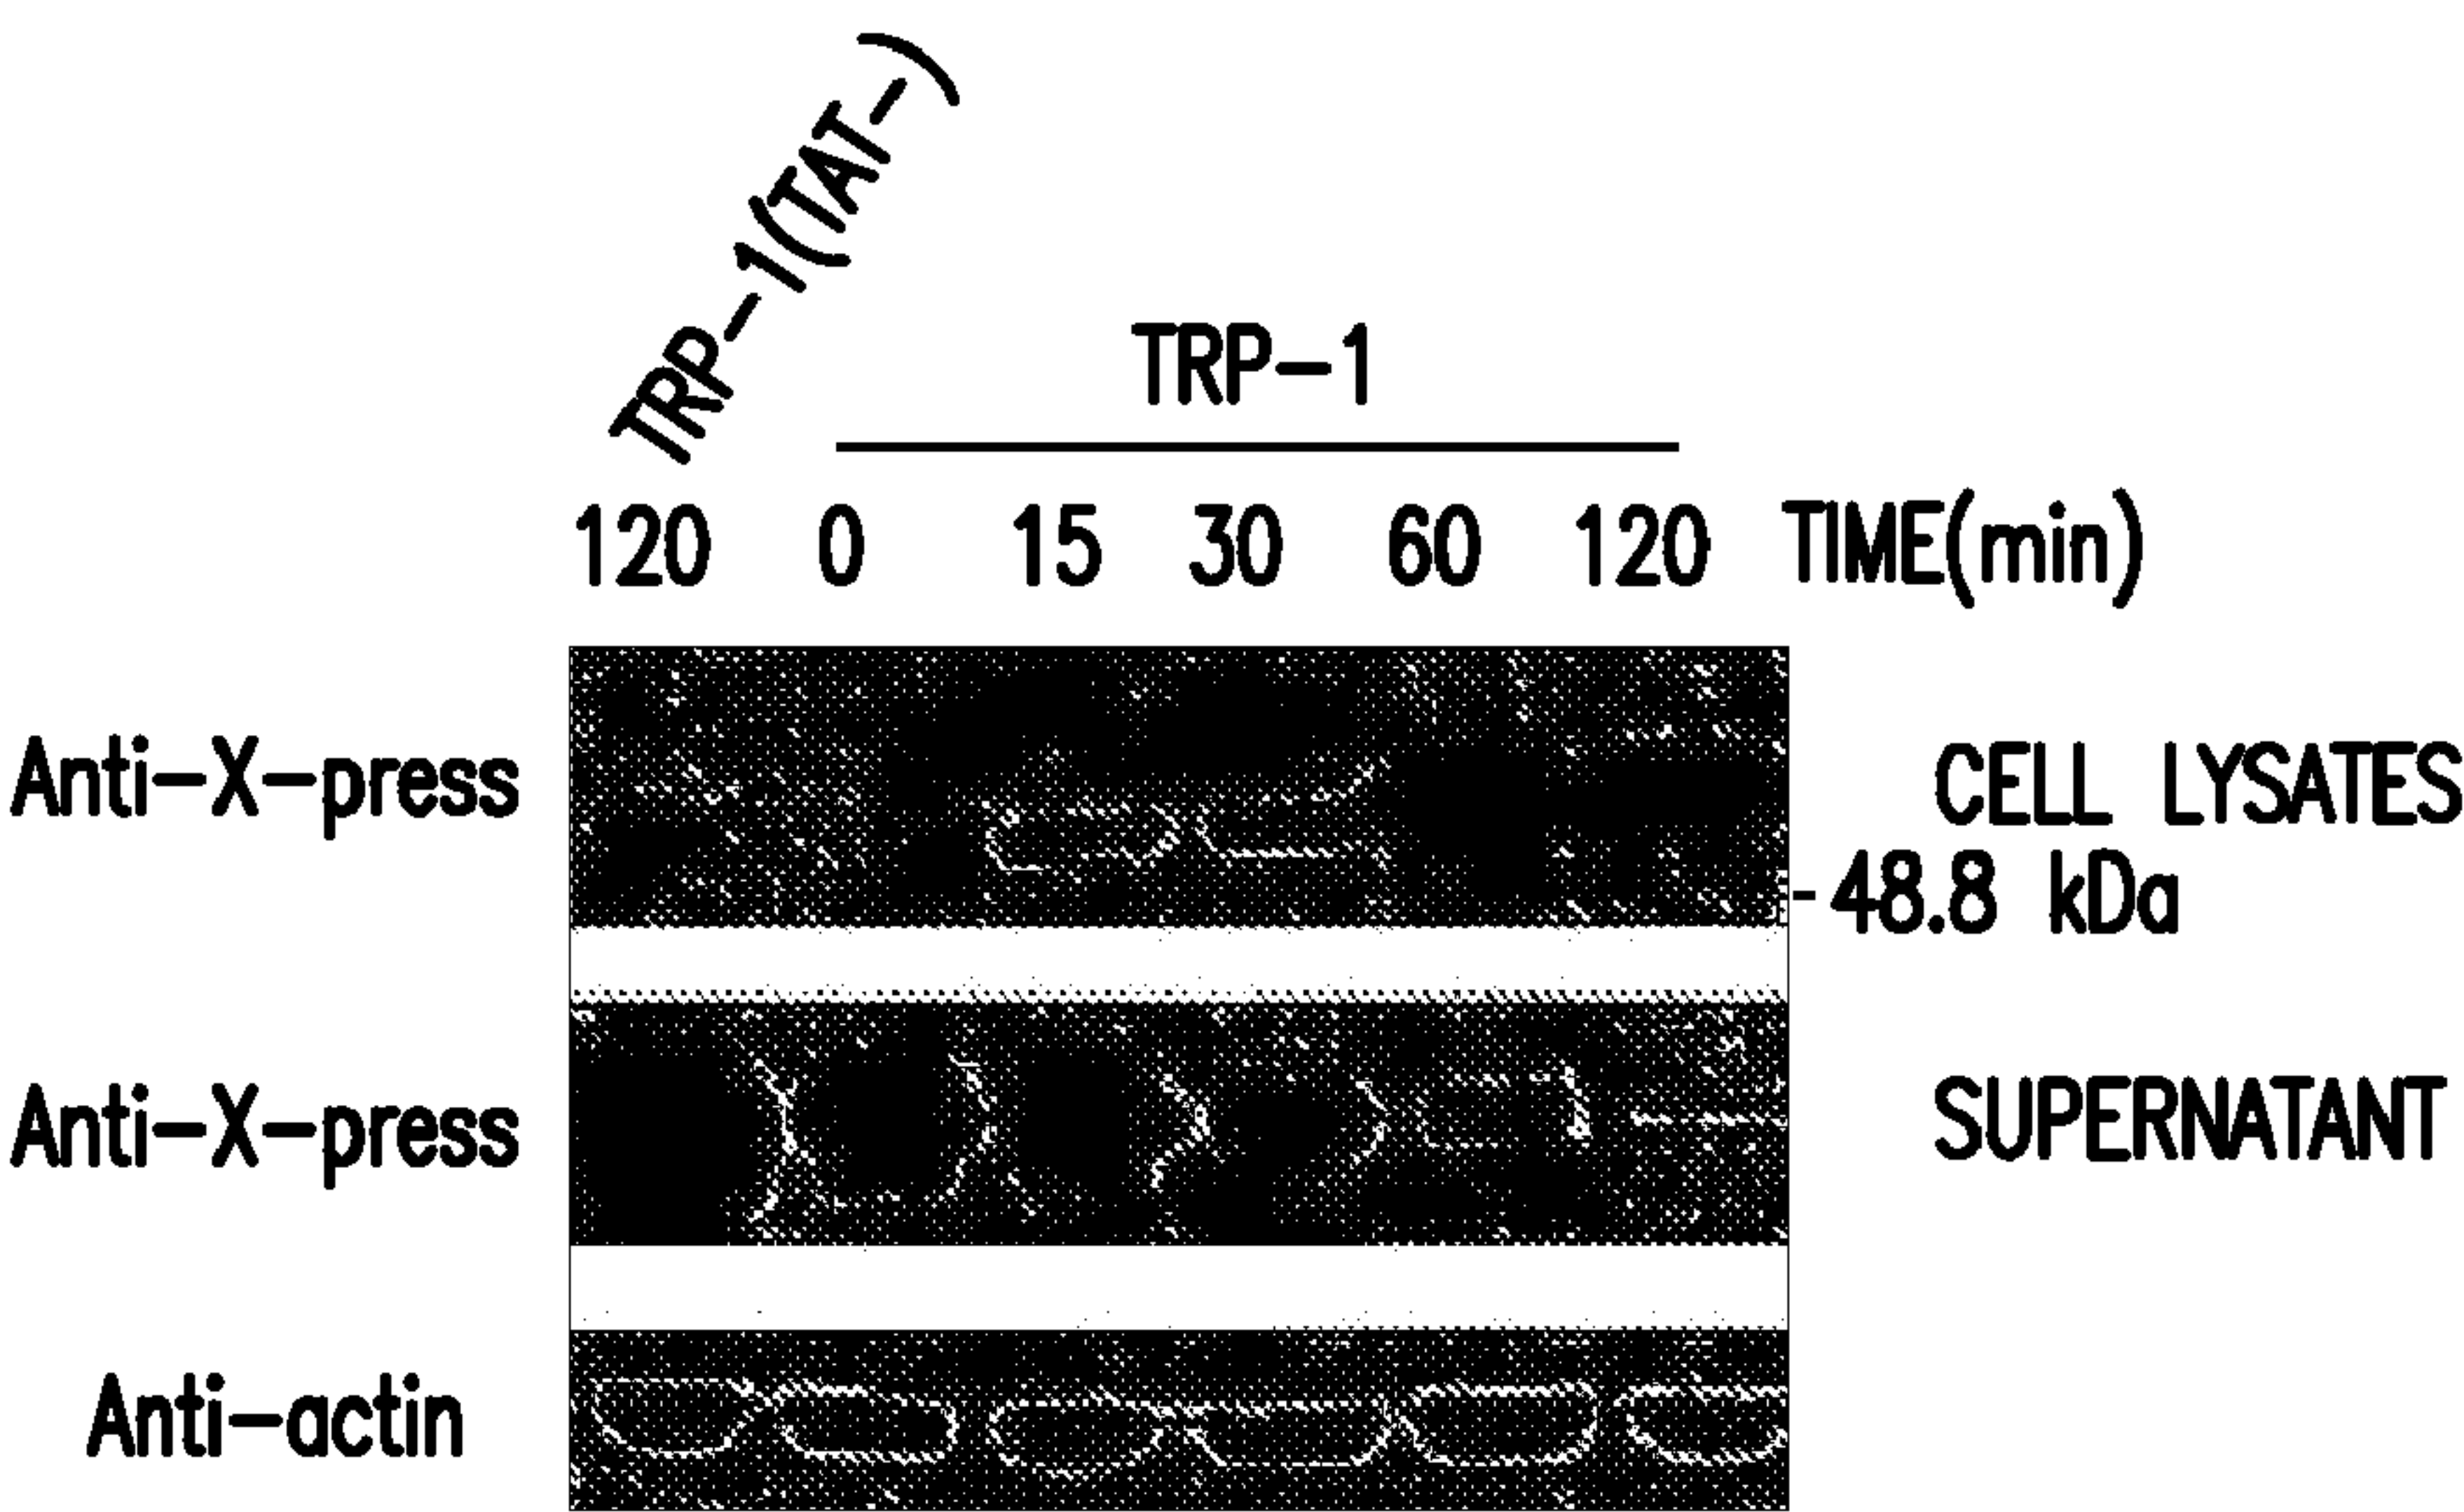 TRP-1(TAT-)
TRP-1
120 0 15 30 60 120 TIME(min)
Anti-X-press CELL LYSATES
-48.8 kDa
Anti-X-press SUPERNATANT
Anti-actin